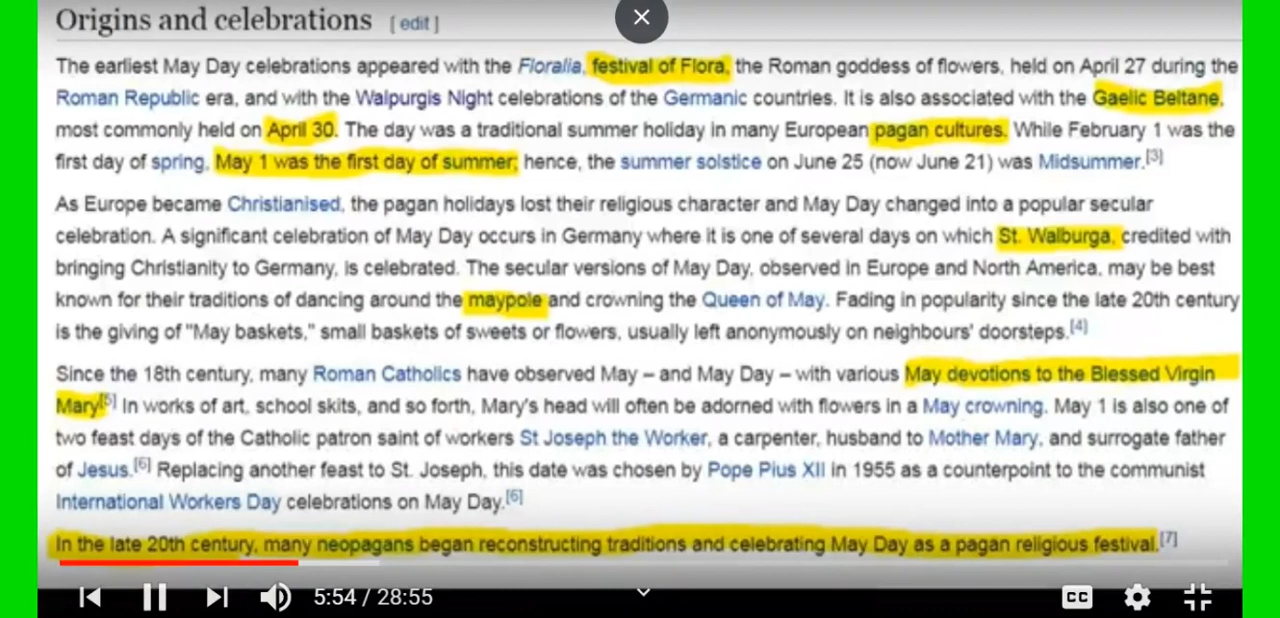 Origins and celebrations [ edit ]
The earliest May Day celebrations appeared with the Floralia, festival of Flora, the Roman goddess of flowers, held on April 27 during the
Roman Republic era, and with the Walpurgis Night celebrations of the Germanic countries. It is also associated with the Gaelic Beltane,
most commonly held on April 30. The day was a traditional summer holiday in many European pagan cultures. While February 1 was the
first day of spring, May 1 was the first day of summer; hence, the summer solstice on June 25 (now June 21) was Midsummer.[3]
As Europe became Christianised, the pagan holidays lost their religious character and May Day changed into a popular secular
celebration. A significant celebration of May Day occurs in Germany where it is one of several days on which St. Walburga, credited with
bringing Christianity to Germany, is celebrated. The secular versions of May Day, observed in Europe and North America, may be best
known for their traditions of dancing around the maypole and crowning the Queen of May. Fading in popularity since the late 20th century
is the giving of "May baskets," small baskets of sweets or flowers, usually left anonymously on neighbours' doorsteps.[4]
Since the 18th century, many Roman Catholics have observed May – and May Day – with various May devotions to the Blessed Virgin
Mary[5] In works of art, school skits, and so forth, Mary's head will often be adorned with flowers in a May crowning. May 1 is also one of
two feast days of the Catholic patron saint of workers St Joseph the Worker, a carpenter, husband to Mother Mary, and surrogate father
of Jesus.[6] Replacing another feast to St. Joseph, this date was chosen by Pope Pius XII in 1955 as a counterpoint to the communist
International Workers Day celebrations on May Day.[6]
In the late 20th century, many neopagans began reconstructing traditions and celebrating May Day as a pagan religious festival.[7]
5:54 / 28:55
CC